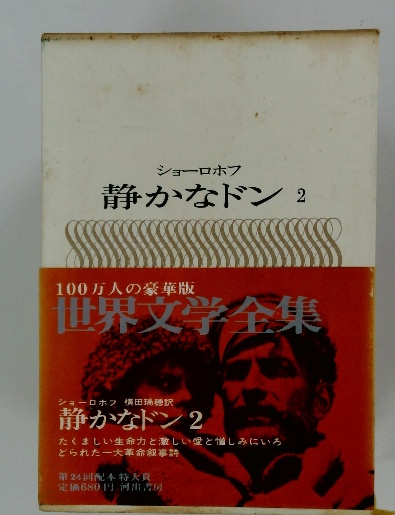 ショーロホフ
静かなドン 2
100万人の豪華版
世界文学全集
ショーロホフ 横田瑞穂訳
静かなドン 2
たくましい生命力と激しい愛と憎しみにいろ
どられた一大革命叙事詩
第24回配本 特大頁
定価680円 河出書房